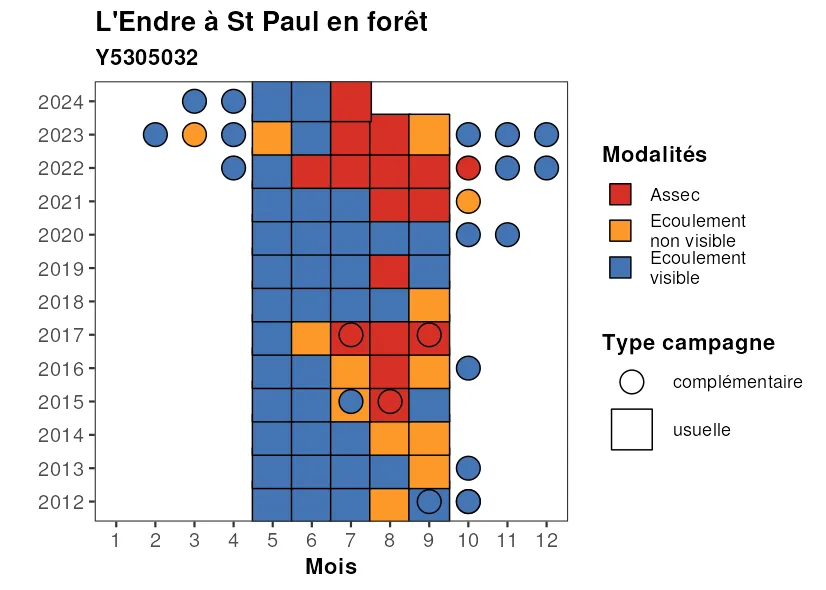 L'Endre à St Paul en forêt
Y5305032
2024
2023
2022
2021
2020
2019
2018
2017
2016
2015
2014
2013
2012
1 2 3 4 5 6 7 8 9 10 11 12
Mois
Modalités
Assec
Ecoulement
non visible
Ecoulement
visible
Type campagne
complémentaire
usuelle